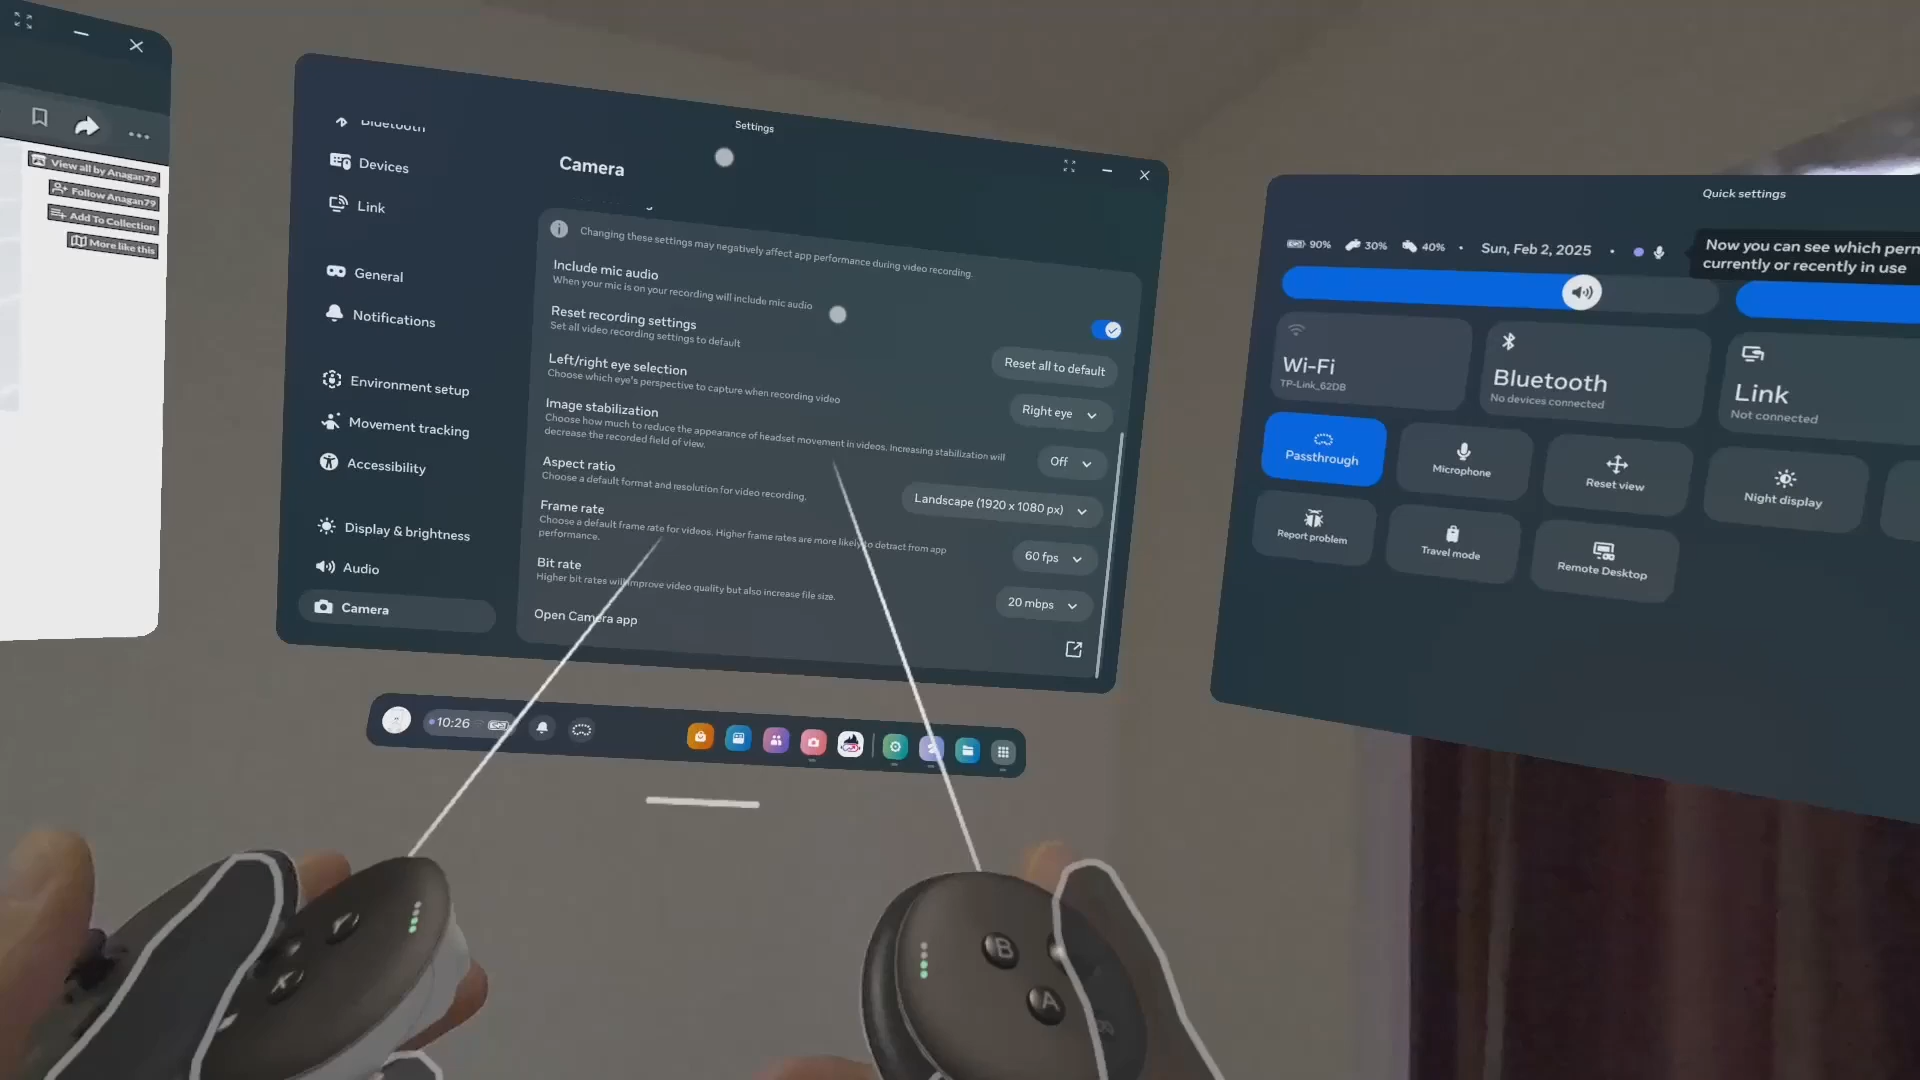 View all by Anagan79
Follow Anagan79
Add To Collection
More like this
Settings
Bluetooth
Devices
Link
General
Notifications
Environment setup
Movement tracking
Accessibility
Display & brightness
Audio
Camera
Camera
Changing these settings may negatively affect app performance during video recording.
Include mic audio
When your mic is on your recording will include mic audio
Reset recording settings
Set all video recording settings to default
Reset all to default
Left/right eye selection
Choose which eye's perspective to capture when recording video
Right eye
Image stabilization
Choose how much to reduce the appearance of headset movement in videos. Increasing stabilization will
decrease the recorded field of view.
Off
Aspect ratio
Choose a default format and resolution for video recording.
Landscape (1920 x 1080 px)
Frame rate
Choose a default frame rate for videos. Higher frame rates are more likely to detract from app
performance.
60 fps
Bit rate
Higher bit rates will improve video quality but also increase file size.
20 mbps
Open Camera app
10:26
Quick settings
90% 30% 40% • Sun, Feb 2, 2025 •
Now you can see which
currently or recently in use
Wi-Fi
TP-Link_62DB
Bluetooth
No devices connected
Link
Not connected
Passthrough
Microphone
Reset view
Night display
Report problem
Travel mode
Remote Desktop
Y
X
B
A